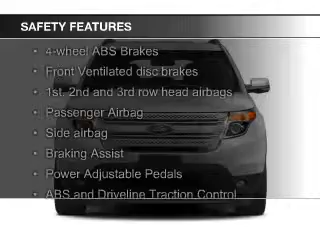 SAFETY FEATURES
• 4-wheel ABS Brakes
• Front Ventilated disc brakes
• 1st, 2nd and 3rd row head airbags
• Passenger Airbag
• Side airbag
• Braking Assist
• Power Adjustable Pedals
• ABS and Driveline Traction Control